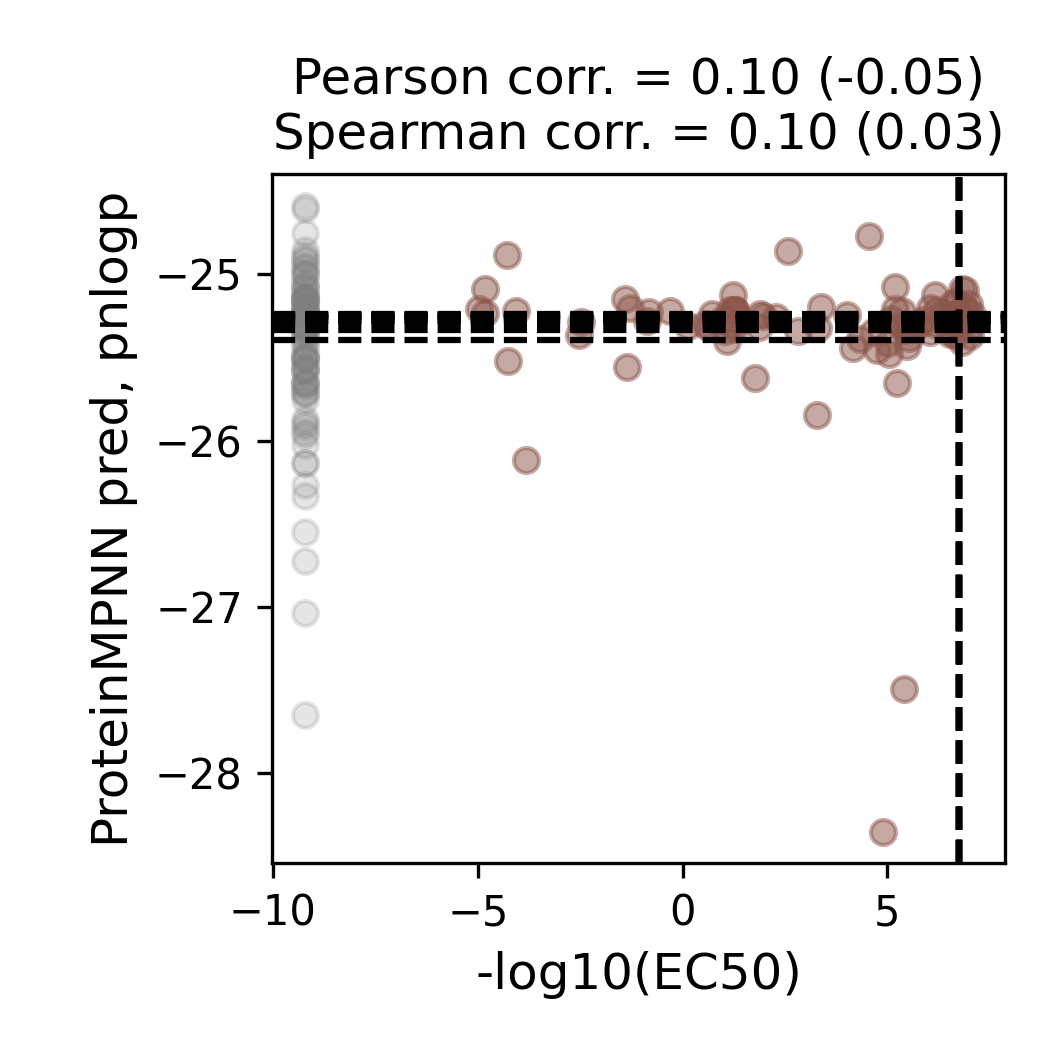 Pearson corr. = 0.10 (-0.05)
Spearman corr. = 0.10 (0.03)
ProteinMPNN pred, pnlogp
−25
−26
−27
−28
−10
−5
0
5
-log10(EC50)